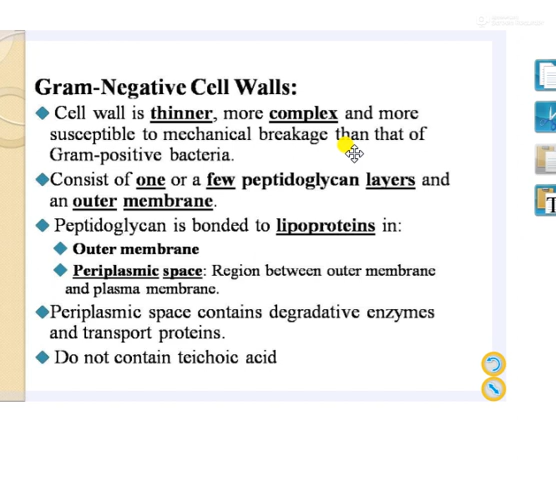 Gram-Negative Cell Walls:
Cell wall is thinner, more complex and more
susceptible to mechanical breakage than that of
Gram-positive bacteria.
Consist of one or a few peptidoglycan layers and
an outer membrane.
Peptidoglycan is bonded to lipoproteins in:
Outer membrane
Periplasmic space: Region between outer membrane
and plasma membrane.
Periplasmic space contains degradative enzymes
and transport proteins.
Do not contain teichoic acid
T